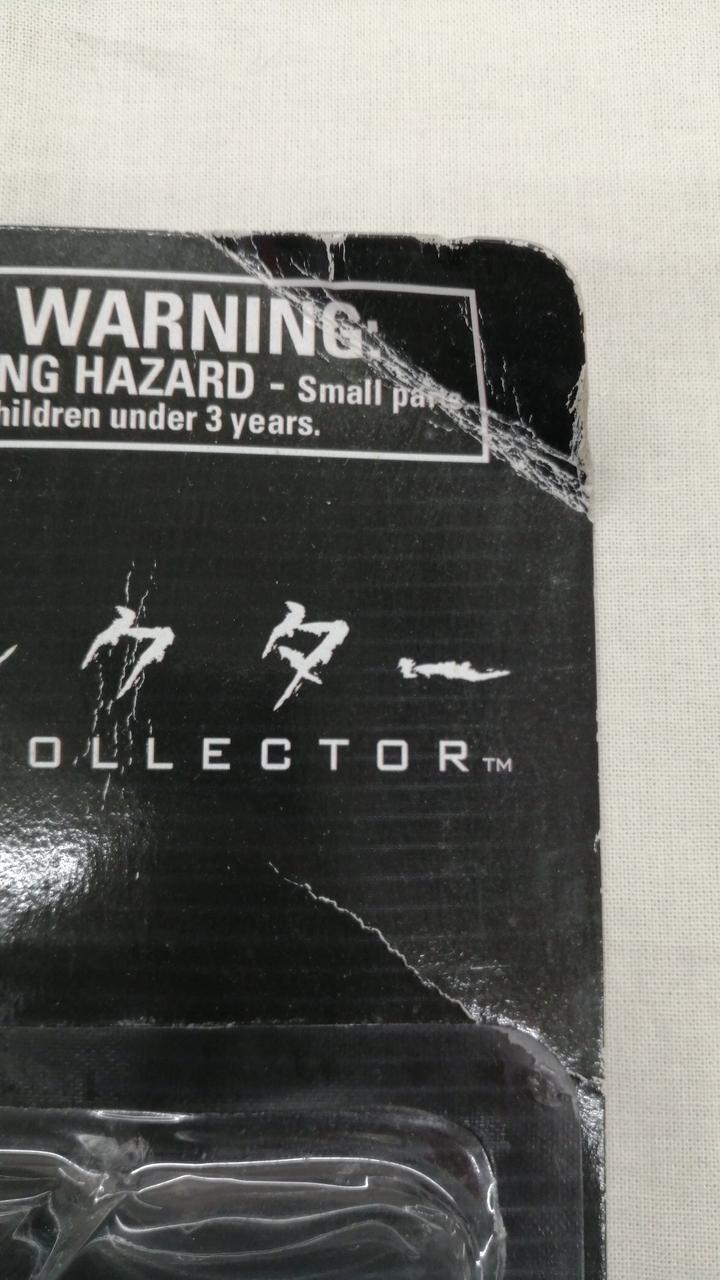 WARNING:
NG HAZARD - Small parts
hildren under 3 years.
クター
OLLECTOR™